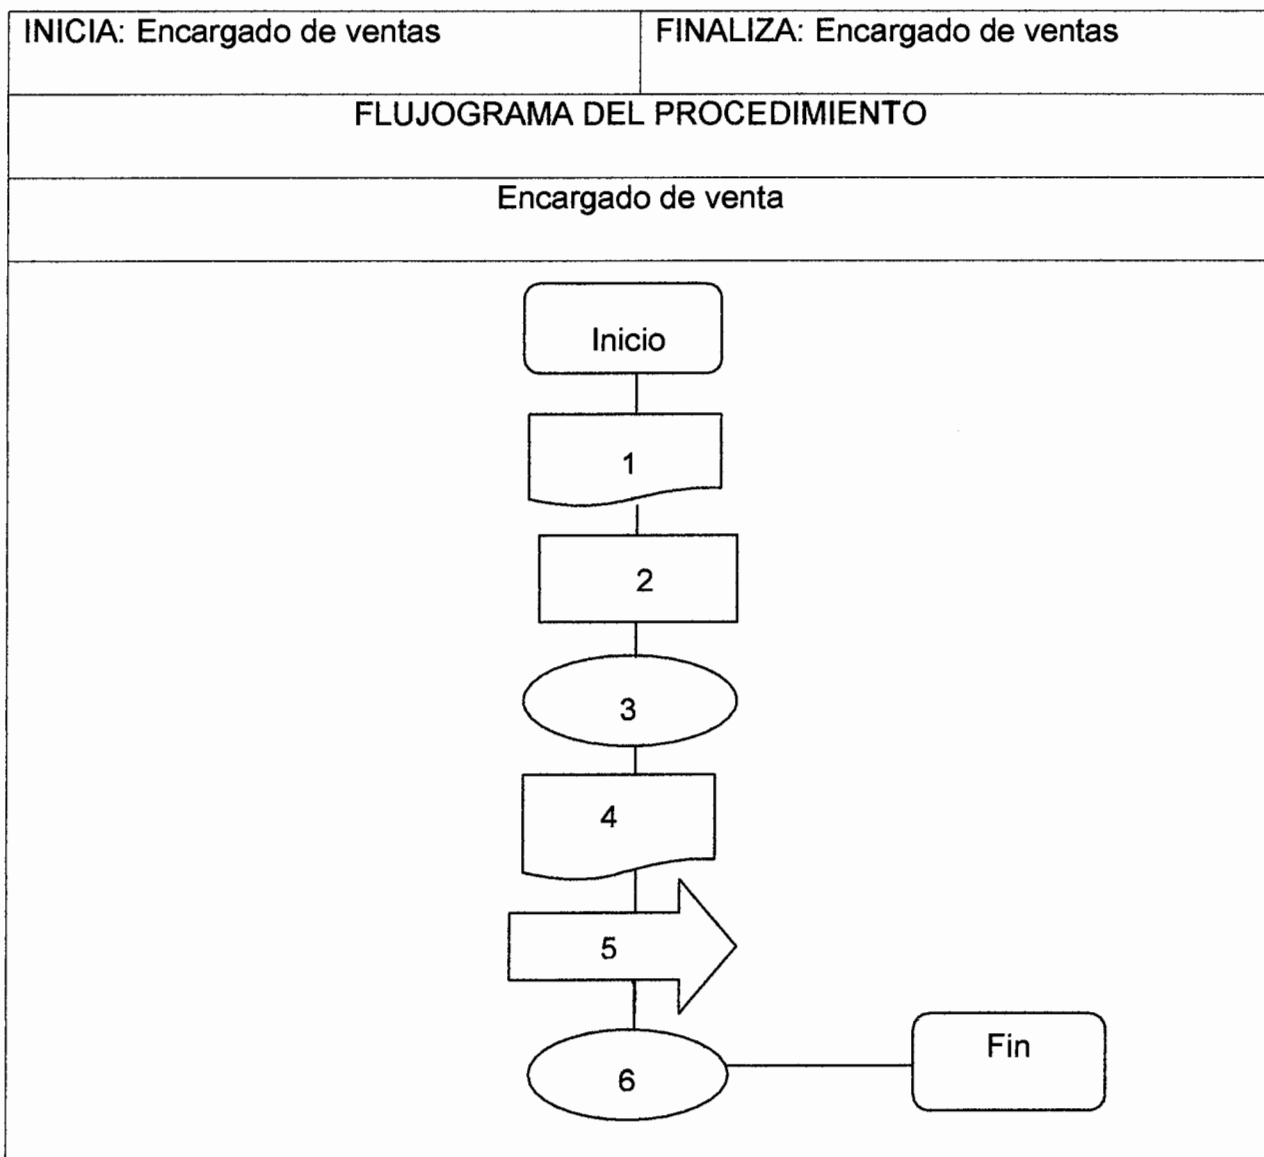 INICIA: Encargado de ventas
FINALIZA: Encargado de ventas
FLUJOGRAMA DEL PROCEDIMIENTO
Encargado de venta
Inicio
1
2
3
4
5
6
Fin